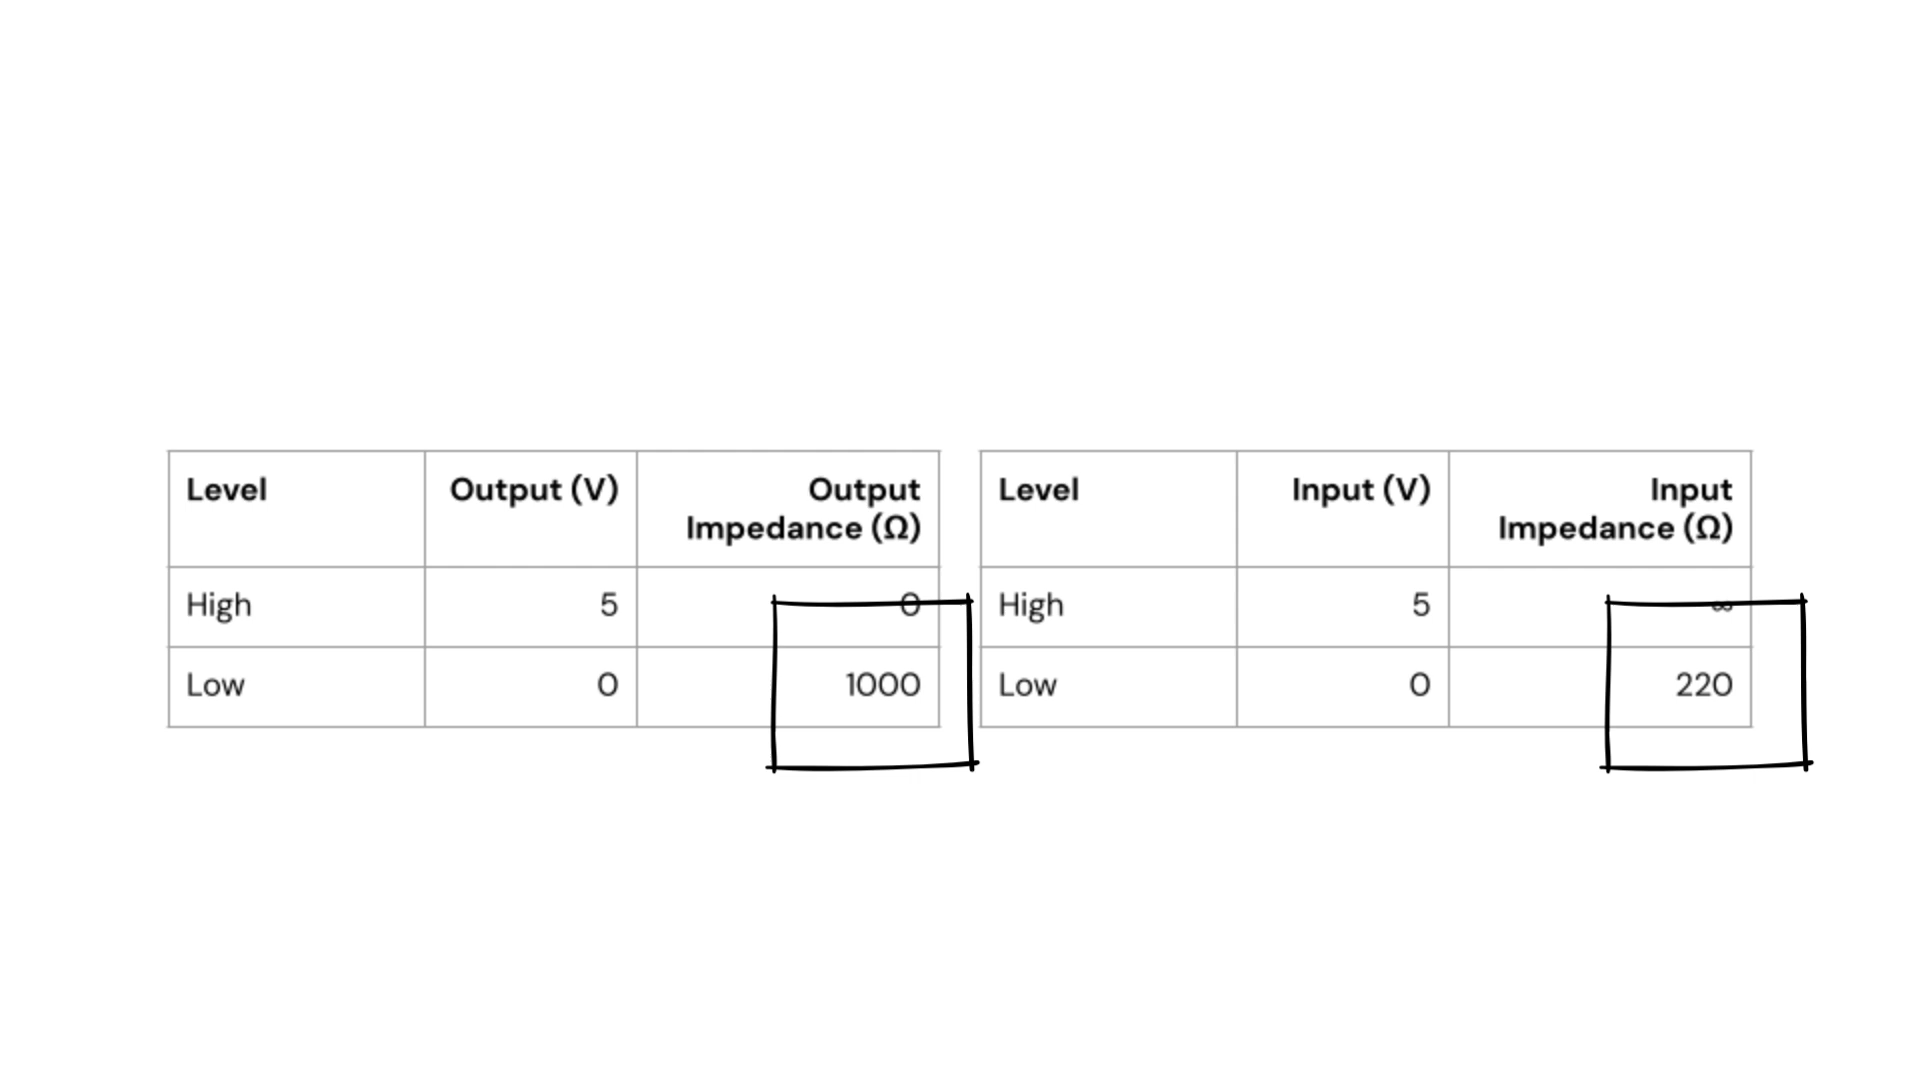 Level Output (V) Output Impedance (Ω)
High 5 0
Low 0 1000
Level Input (V) Input Impedance (Ω)
High 5 ∞
Low 0 220